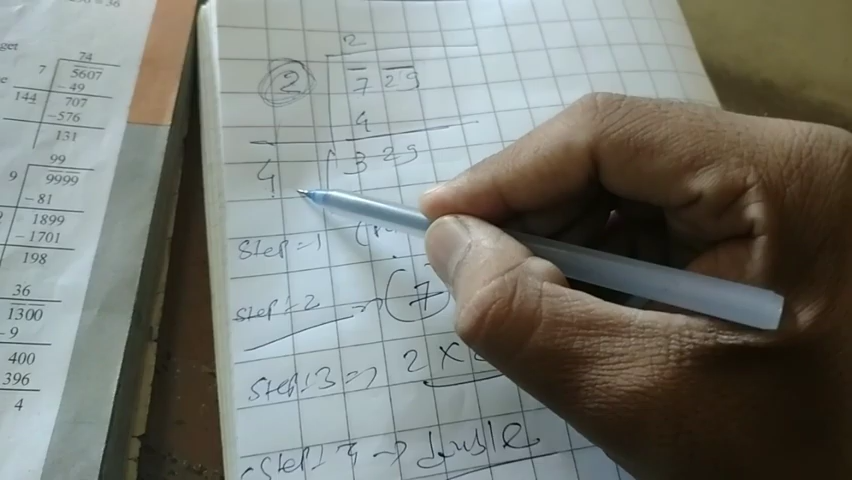 get
74
7 5607
-49
144 707
-576
131
99
9 9999
-81
1899
-1701
198
36
1300
-9
400
396
4
2
2 7 29
4
4 3 29
Step=1
Step:2 → (7
Step:3 => 2 X
Step: 4 → double